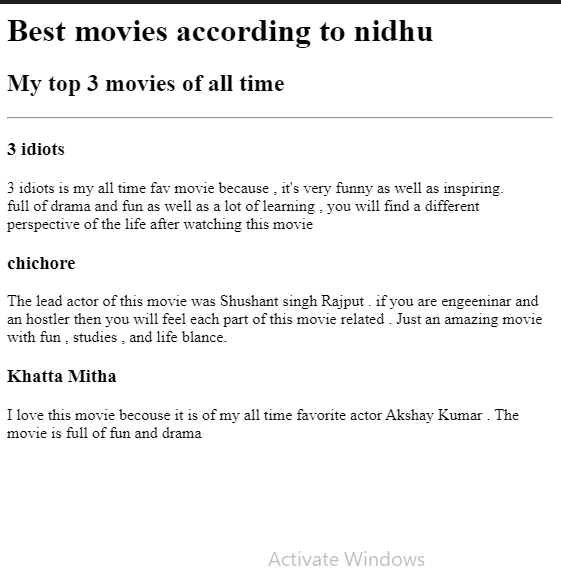 Best movies according to nidhu
My top 3 movies of all time
3 idiots
3 idiots is my all time fav movie because , it's very funny as well as inspiring.
full of drama and fun as well as a lot of learning , you will find a different
perspective of the life after watching this movie
chichore
The lead actor of this movie was Shushant singh Rajput . if you are engeeninar and
an hostler then you will feel each part of this movie related . Just an amazing movie
with fun , studies , and life blance.
Khatta Mitha
I love this movie becouse it is of my all time favorite actor Akshay Kumar . The
movie is full of fun and drama
Activate Windows